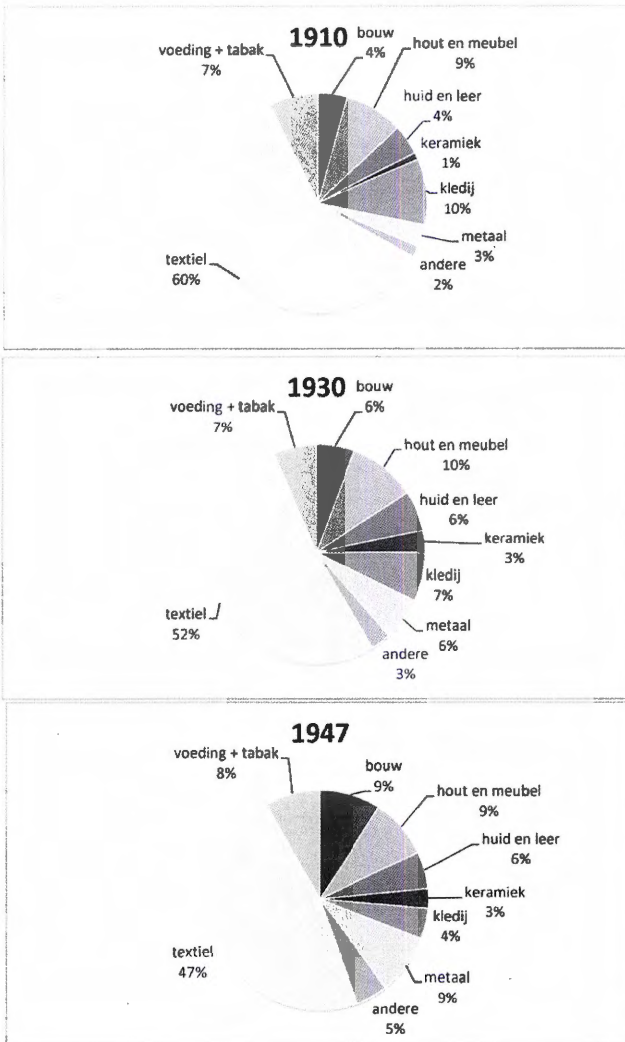 1910
bouw
4%
voeding + tabak
7%
hout en meubel
9%
huid en leer
4%
keramiek
1%
kledij
10%
metaal
3%
andere
2%
textiel
60%
1930
bouw
6%
voeding + tabak
7%
hout en meubel
10%
huid en leer
6%
keramiek
3%
kledij
7%
metaal
6%
andere
3%
textiel
52%
1947
voeding + tabak
8%
bouw
9%
hout en meubel
9%
huid en leer
6%
keramiek
3%
kledij
4%
metaal
9%
andere
5%
textiel
47%